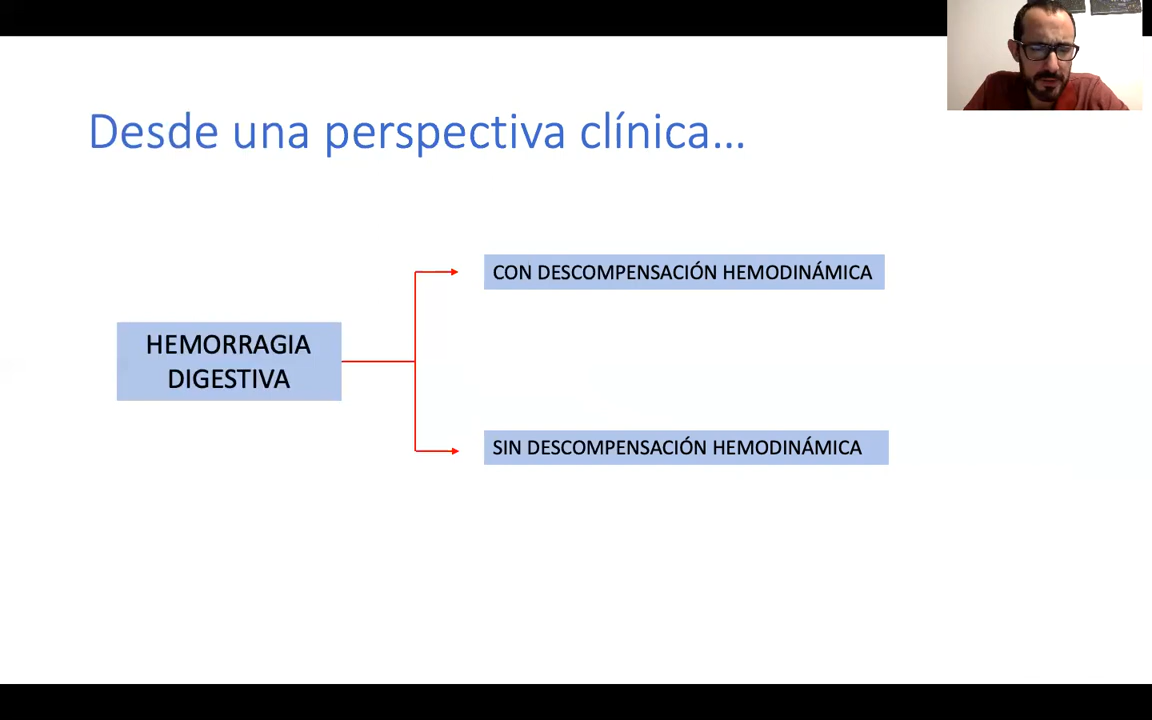 Desde una perspectiva clínica...
CON DESCOMPENSACIÓN HEMODINÁMICA
HEMORRAGIA
DIGESTIVA
SIN DESCOMPENSACIÓN HEMODINÁMICA